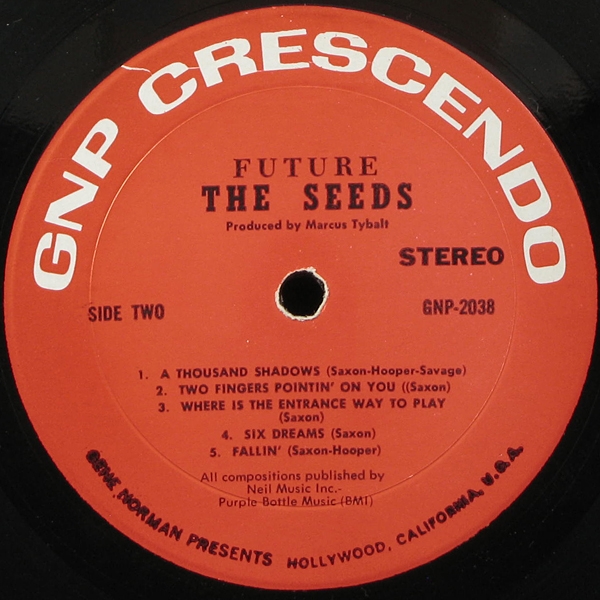 GNP CRESCENDO
FUTURE
THE SEEDS
Produced by Marcus Tybalt
STEREO
SIDE TWO
GNP-2038
1. A THOUSAND SHADOWS (Saxon-Hooper-Savage)
2. TWO FINGERS POINTIN' ON YOU ((Saxon)
3. WHERE IS THE ENTRANCE WAY TO PLAY
(Saxon)
4. SIX DREAMS (Saxon)
5. FALLIN' (Saxon-Hooper)
All compositions published by
Neil Music Inc.-
Purple Bottle Music (BMI)
GENE NORMAN PRESENTS HOLLYWOOD, CALIFORNIA, U.S.A.